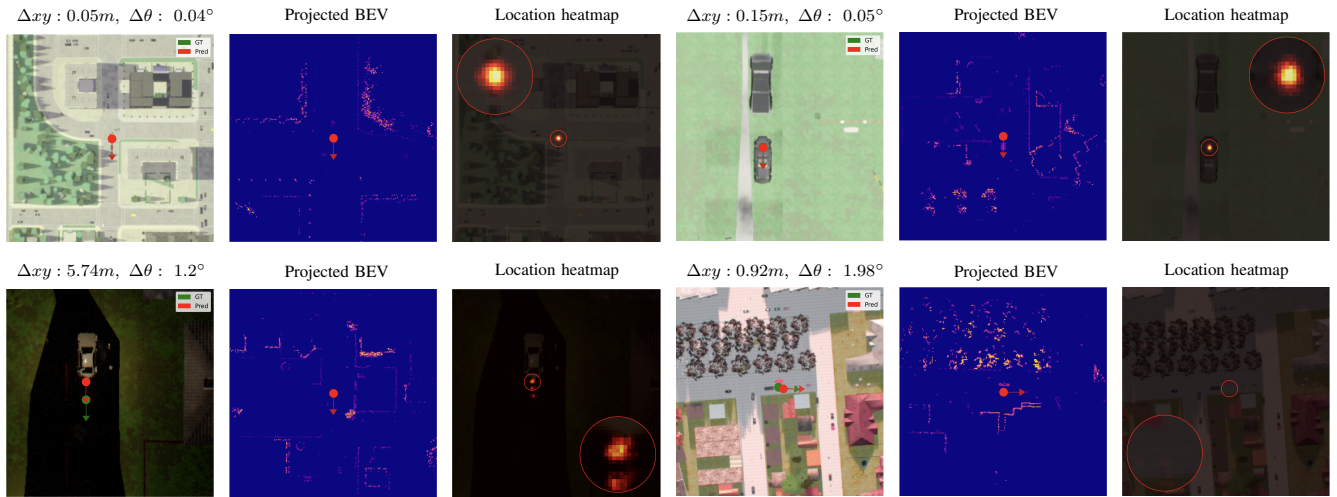 Δxy : 0.05m, Δθ : 0.04°
Projected BEV
Location heatmap
Δxy : 0.15m, Δθ : 0.05°
Projected BEV
Location heatmap
GT
Pred
GT
Pred
Δxy : 5.74m, Δθ : 1.2°
Projected BEV
Location heatmap
Δxy : 0.92m, Δθ : 1.98°
Projected BEV
Location heatmap
GT
Pred
GT
Pred